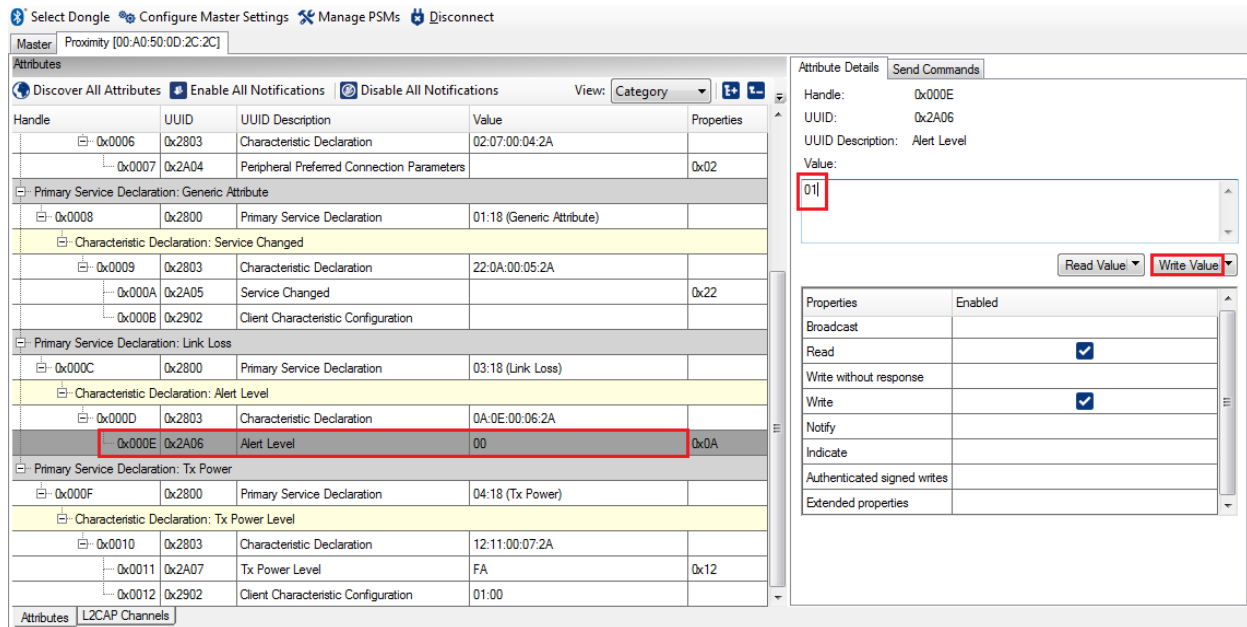 Select Dongle Configure Master Settings Manage PSMs Disconnect
Master Proximity [00:A0:50:0D:2C:2C]
Attributes
Discover All Attributes Enable All Notifications Disable All Notifications View: Category
Handle UUID UUID Description Value Properties
0x0006 0x2803 Characteristic Declaration 02:07:00:04:2A
0x0007 0x2A04 Peripheral Preferred Connection Parameters 0x02
Primary Service Declaration: Generic Attribute
0x0008 0x2800 Primary Service Declaration 01:18 (Generic Attribute)
Characteristic Declaration: Service Changed
0x0009 0x2803 Characteristic Declaration 22:0A:00:05:2A
0x000A 0x2A05 Service Changed 0x22
0x000B 0x2902 Client Characteristic Configuration
Primary Service Declaration: Link Loss
0x000C 0x2800 Primary Service Declaration 03:18 (Link Loss)
Characteristic Declaration: Alert Level
0x000D 0x2803 Characteristic Declaration 0A:0E:00:06:2A
0x000E 0x2A06 Alert Level 00 0x0A
Primary Service Declaration: Tx Power
0x000F 0x2800 Primary Service Declaration 04:18 (Tx Power)
Characteristic Declaration: Tx Power Level
0x0010 0x2803 Characteristic Declaration 12:11:00:07:2A
0x0011 0x2A07 Tx Power Level FA 0x12
0x0012 0x2902 Client Characteristic Configuration 01:00
Attributes L2CAP Channels
Attribute Details Send Commands
Handle: 0x000E
UUID: 0x2A06
UUID Description: Alert Level
Value:
01
Read Value Write Value
Properties Enabled
Broadcast
Read
Write without response
Write
Notify
Indicate
Authenticated signed writes
Extended properties